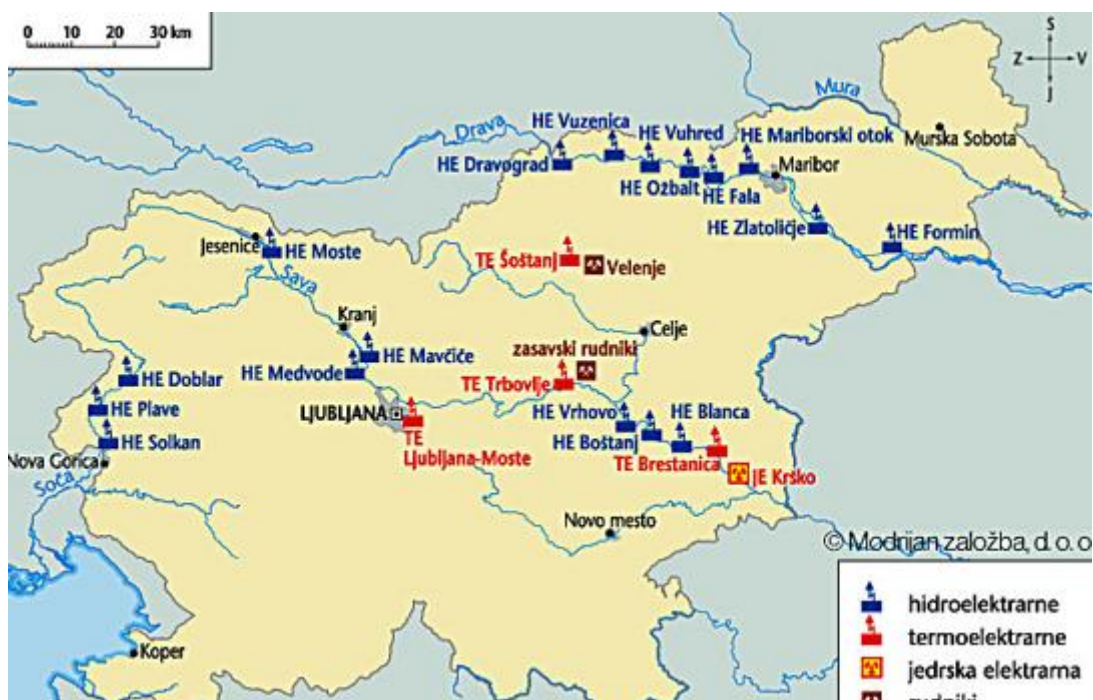 0 10 20 30 km
S
Z V
J
Mura
Drava
HE Vuzenica
HE Vuhred
HE Mariborski otok
Murska Sobota
HE Dravograd
Maribor
HE Ožbalt
HE Fala
HE Zlatoličje
HE Formin
Jesenice
HE Moste
TE Šoštanj
Velenje
Sava
Kranj
Celje
HE Mavčiče
zasavski rudniki
HE Medvode
HE Doblar
TE Trbovlje
HE Plave
LJUBLJANA
HE Vrhovo
HE Blanca
HE Solkan
TE
Ljubljana-Moste
HE Boštanj
Nova Gorica
TE Brestanica
JE Krško
Soča
Novo mesto
© Modrijan založba, d. o. o
hidroelektrarne
termoelektrarne
Koper
jedrska elektrarna
rudniki